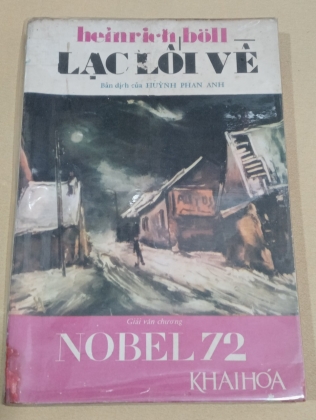 heinrich böll
LẠC LỐI VỀ
Bản dịch của HUỲNH PHAN ANH
Giải văn chương
NOBEL 72
KHAI HÓA